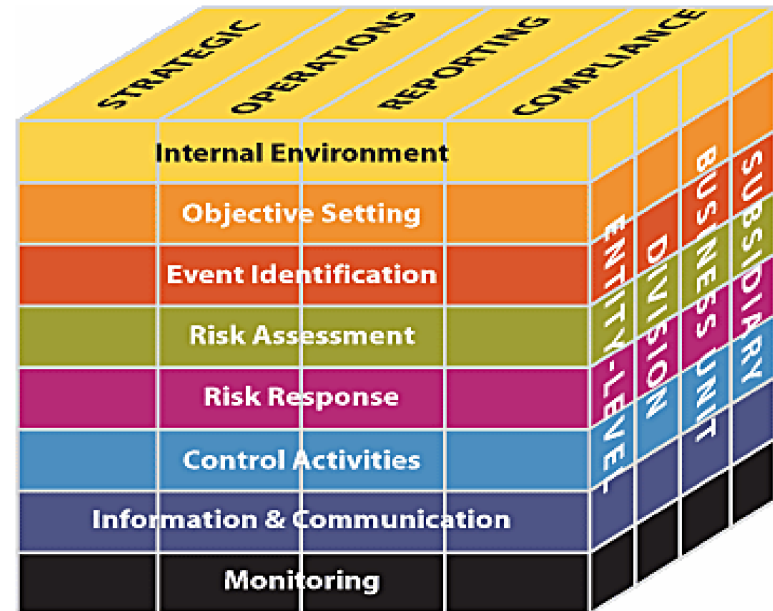 STRATEGIC
OPERATIONS
REPORTING
COMPLIANCE
Internal Environment
Objective Setting
Event Identification
Risk Assessment
Risk Response
Control Activities
Information & Communication
Monitoring
ENTITY-LEVEL
DIVISION
BUSINESS UNIT
SUBSIDIARY